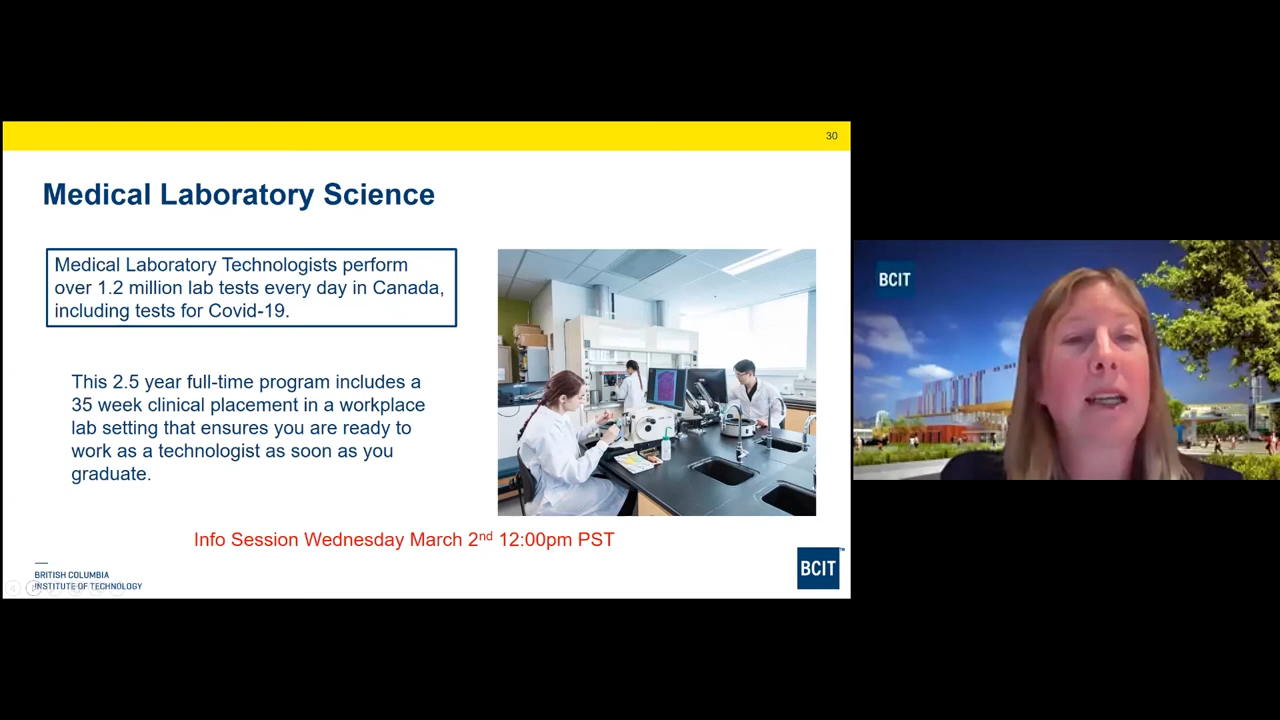 30
Medical Laboratory Science
Medical Laboratory Technologists perform
over 1.2 million lab tests every day in Canada,
including tests for Covid-19.
This 2.5 year full-time program includes a
35 week clinical placement in a workplace
lab setting that ensures you are ready to
work as a technologist as soon as you
graduate.
Info Session Wednesday March 2nd 12:00pm PST
BRITISH COLUMBIA
INSTITUTE OF TECHNOLOGY
BCIT™
BCIT